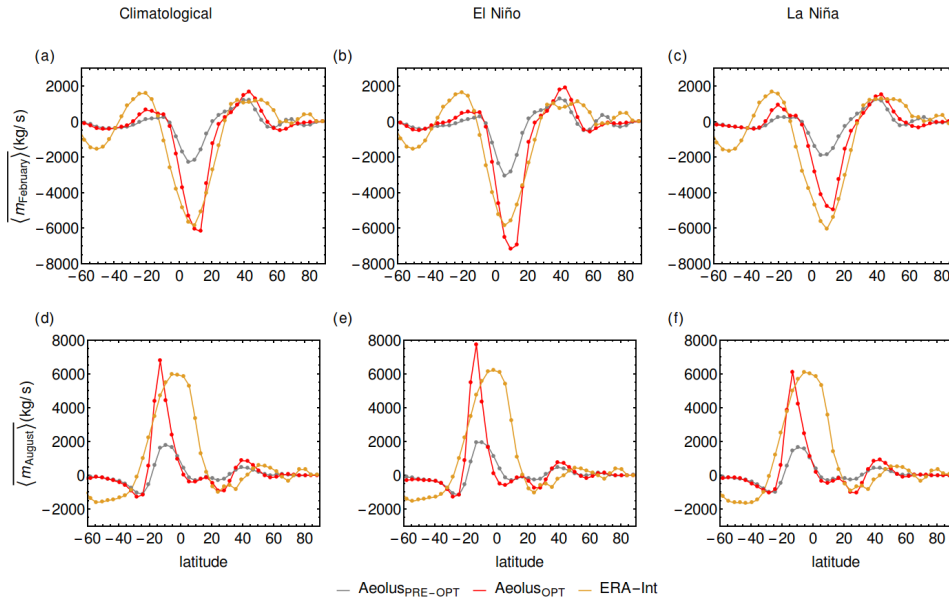 Climatological El Niño La Niña
(a) (b) (c)
2000
0
−2000
−4000
−6000
−8000
⟨m_February⟩(kg/s)
−60 −40 −20 0 20 40 60 80
−60 −40 −20 0 20 40 60 80
−60 −40 −20 0 20 40 60 80
(d) (e) (f)
8000
6000
4000
2000
0
−2000
⟨m_August⟩(kg/s)
−60 −40 −20 0 20 40 60 80
−60 −40 −20 0 20 40 60 80
−60 −40 −20 0 20 40 60 80
latitude latitude latitude
Aeolus_PRE−OPT Aeolus_OPT ERA−Int